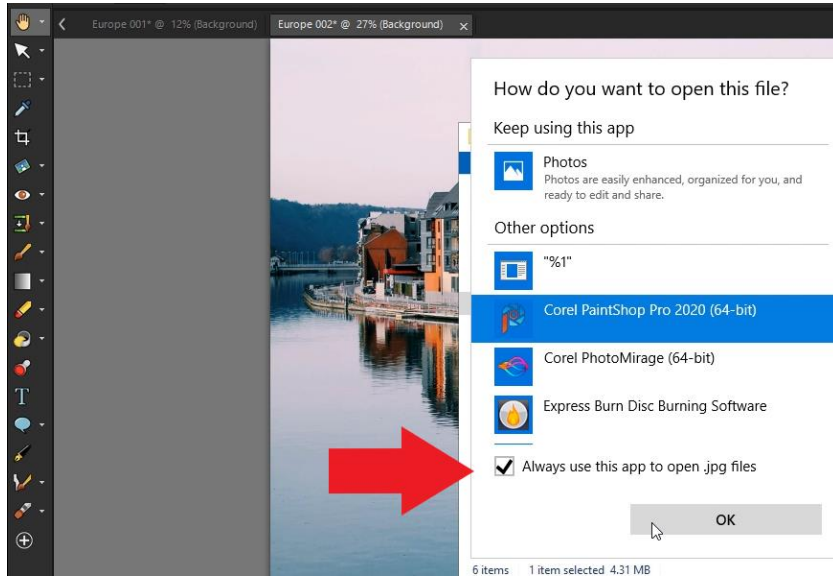 Europe 001* @ 12% (Background)
Europe 002* @ 27% (Background)
How do you want to open this file?
Keep using this app
Photos
Photos are easily enhanced, organized for you, and
ready to edit and share.
Other options
"%1"
Corel PaintShop Pro 2020 (64-bit)
Corel PhotoMirage (64-bit)
Express Burn Disc Burning Software
Always use this app to open .jpg files
OK
T
6 items 1 item selected 4.31 MB